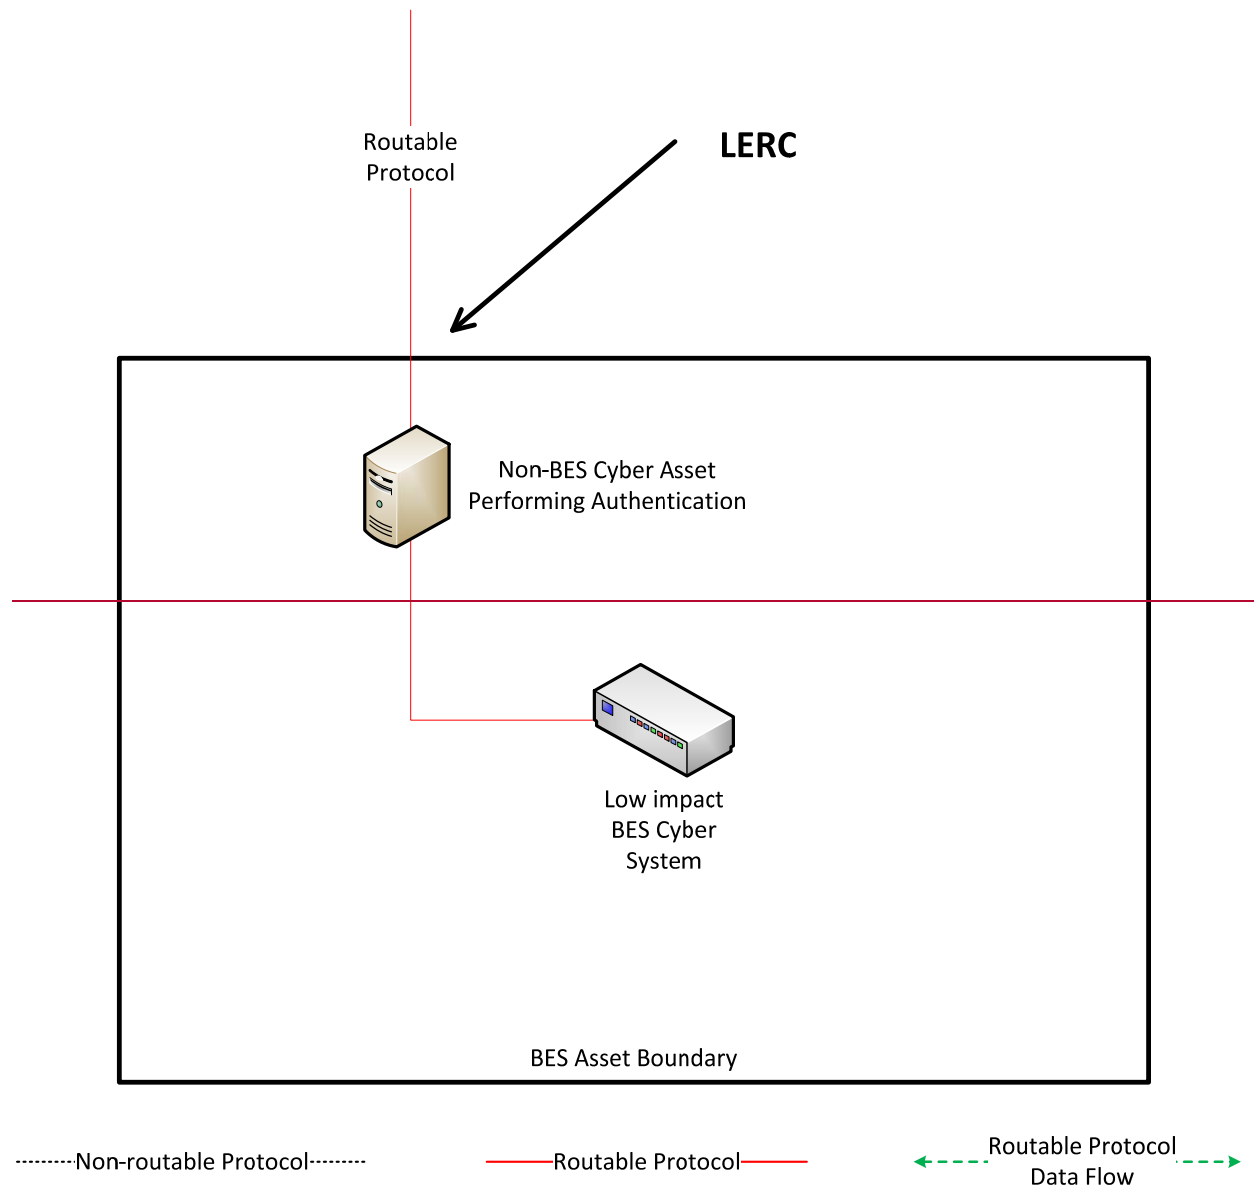 Routable
Protocol
LERC
Non-BES Cyber Asset
Performing Authentication
Low impact
BES Cyber
System
BES Asset Boundary
Non-routable Protocol
Routable Protocol
Routable Protocol
Data Flow